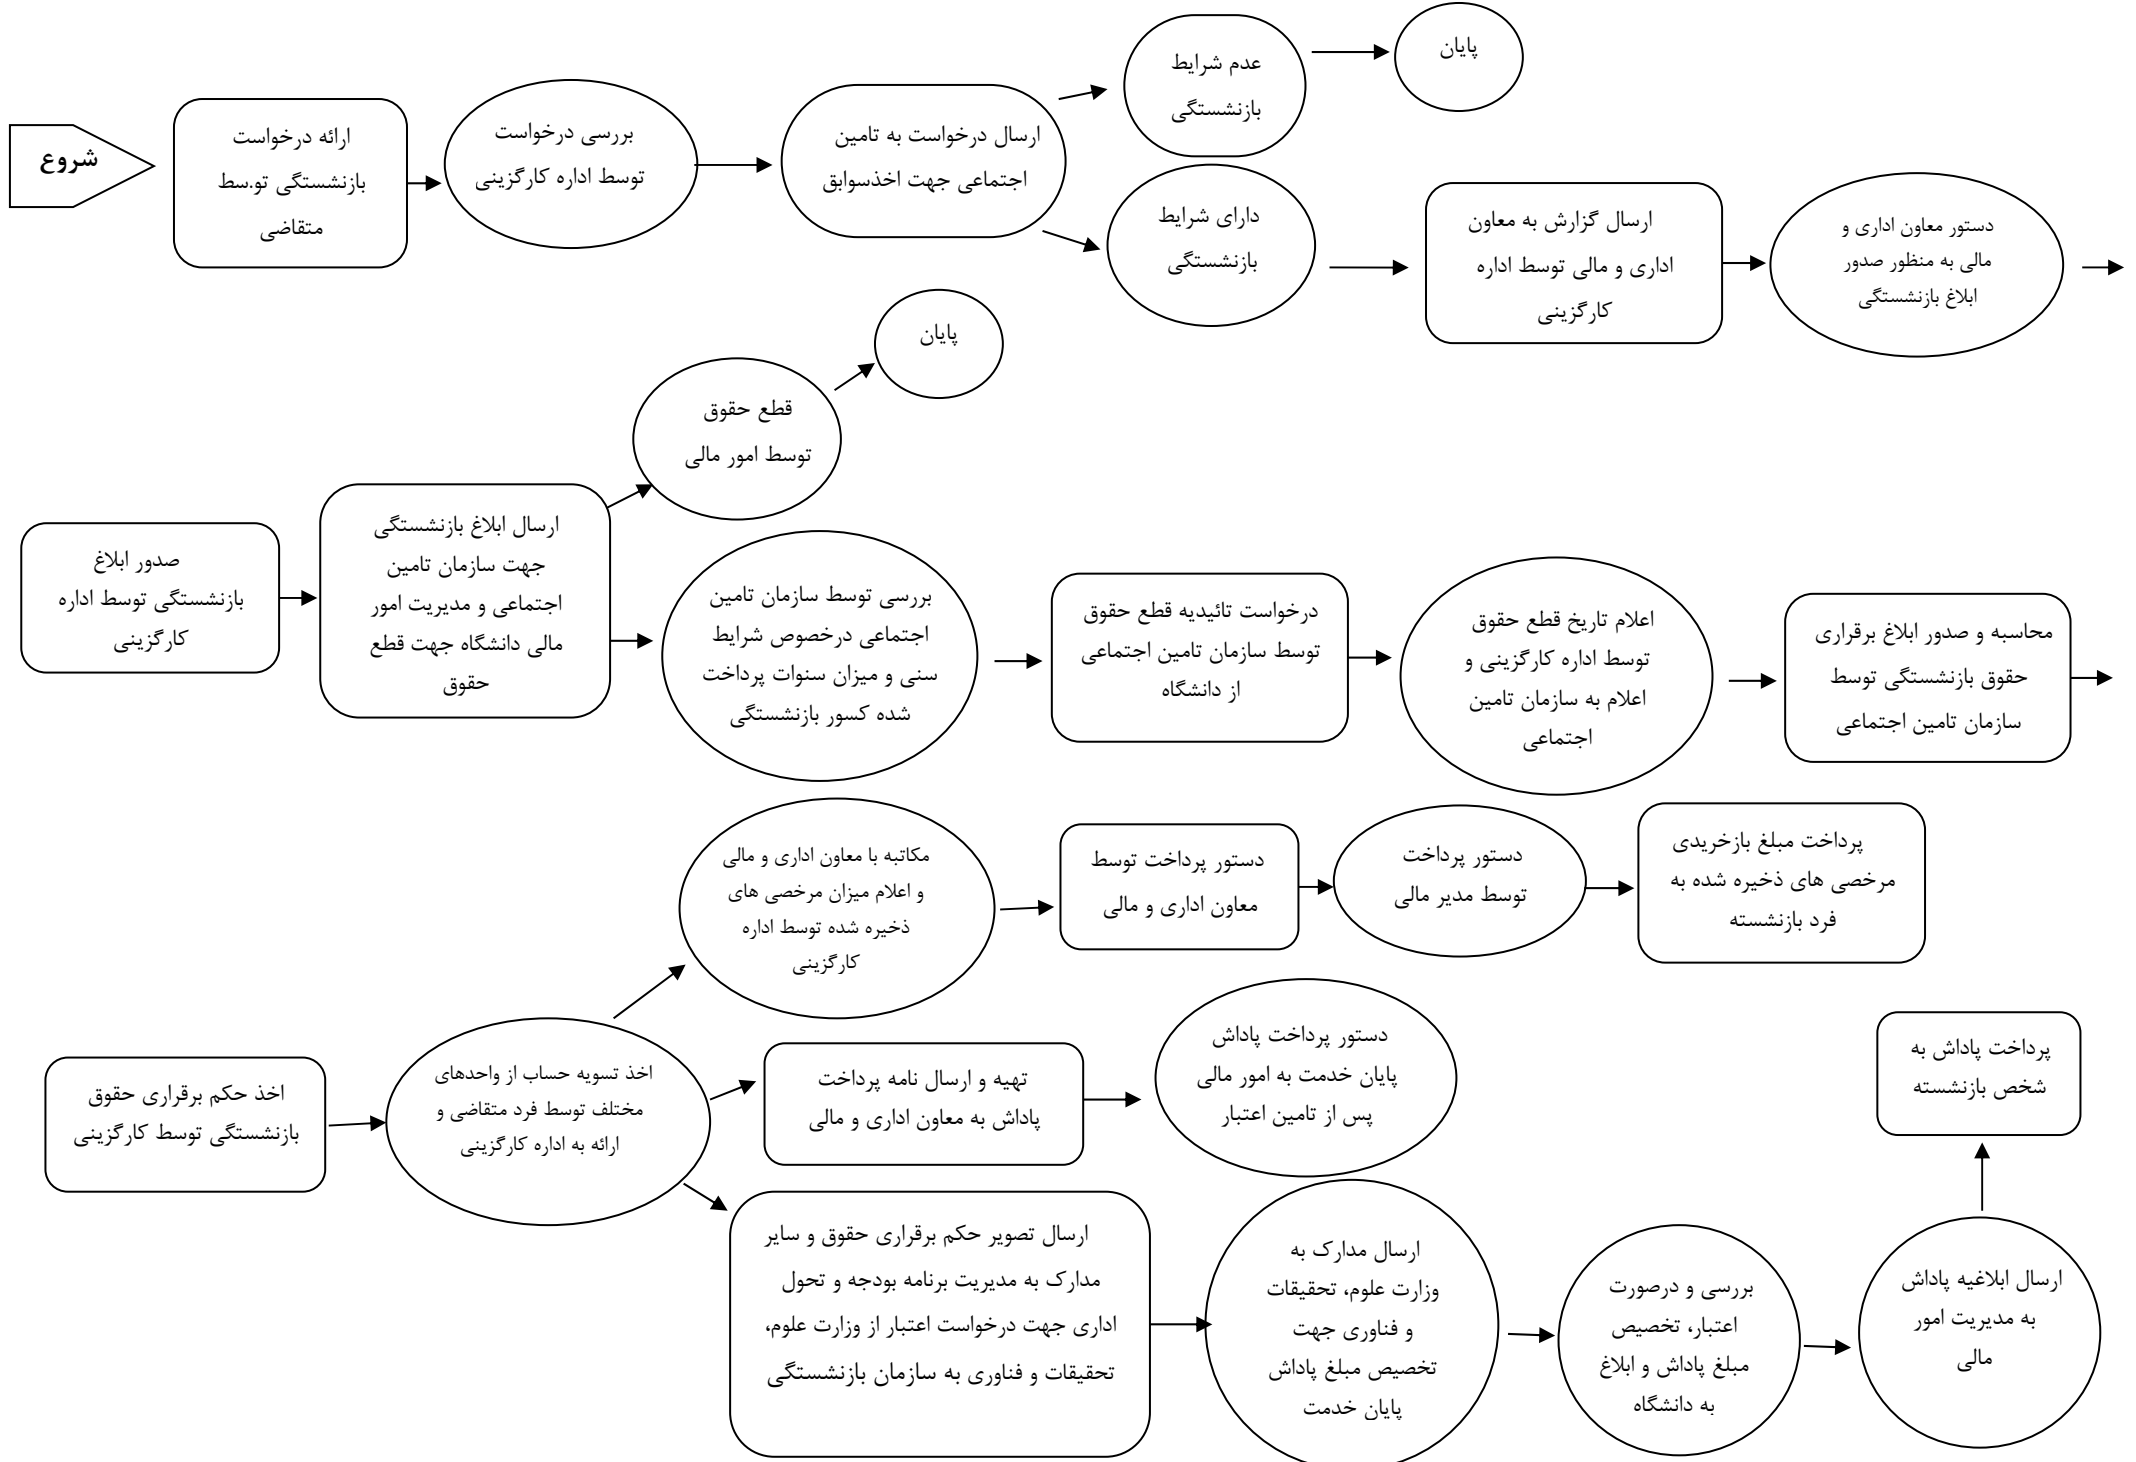 شروع
ارائه درخواست
بازنشستگی تو.سط
متقاضی
بررسی درخواست
توسط اداره کارگزینی
ارسال درخواست به تامین
اجتماعی جهت اخذسوابق
عدم شرایط
بازنشستگی
پایان
دارای شرایط
بازنشستگی
ارسال گزارش به معاون
اداری و مالی توسط اداره
کارگزینی
دستور معاون اداری و
مالی به منظور صدور
ابلاغ بازنشستگی
صدور ابلاغ
بازنشستگی توسط اداره
کارگزینی
ارسال ابلاغ بازنشستگی
جهت سازمان تامین
اجتماعی و مدیریت امور
مالی دانشگاه جهت قطع
حقوق
قطع حقوق
توسط امور مالی
پایان
بررسی توسط سازمان تامین
اجتماعی درخصوص شرایط
سنی و میزان سنوات پرداخت
شده کسور بازنشستگی
درخواست تائیدیه قطع حقوق
توسط سازمان تامین اجتماعی
از دانشگاه
اعلام تاریخ قطع حقوق
توسط اداره کارگزینی و
اعلام به سازمان تامین
اجتماعی
محاسبه و صدور ابلاغ برقراری
حقوق بازنشستگی توسط
سازمان تامین اجتماعی
اخذ حکم برقراری حقوق
بازنشستگی توسط کارگزینی
اخذ تسویه حساب از واحدهای
مختلف توسط فرد متقاضی و
ارائه به اداره کارگزینی
مکاتبه با معاون اداری و مالی
و اعلام میزان مرخصی های
ذخیره شده توسط اداره
کارگزینی
دستور پرداخت توسط
معاون اداری و مالی
دستور پرداخت
توسط مدیر مالی
پرداخت مبلغ بازخریدی
مرخصی های ذخیره شده به
فرد بازنشسته
تهیه و ارسال نامه پرداخت
پاداش به معاون اداری و مالی
دستور پرداخت پاداش
پایان خدمت به امور مالی
پس از تامین اعتبار
ارسال تصویر حکم برقراری حقوق و سایر
مدارک به مدیریت برنامه بودجه و تحول
اداری جهت درخواست اعتبار از وزارت علوم،
تحقیقات و فناوری به سازمان بازنشستگی
ارسال مدارک به
وزارت علوم، تحقیقات
و فناوری جهت
تخصیص مبلغ پاداش
پایان خدمت
بررسی و درصورت
اعتبار، تخصیص
مبلغ پاداش و ابلاغ
به دانشگاه
ارسال ابلاغیه پاداش
به مدیریت امور
مالی
پرداخت پاداش به
شخص بازنشسته